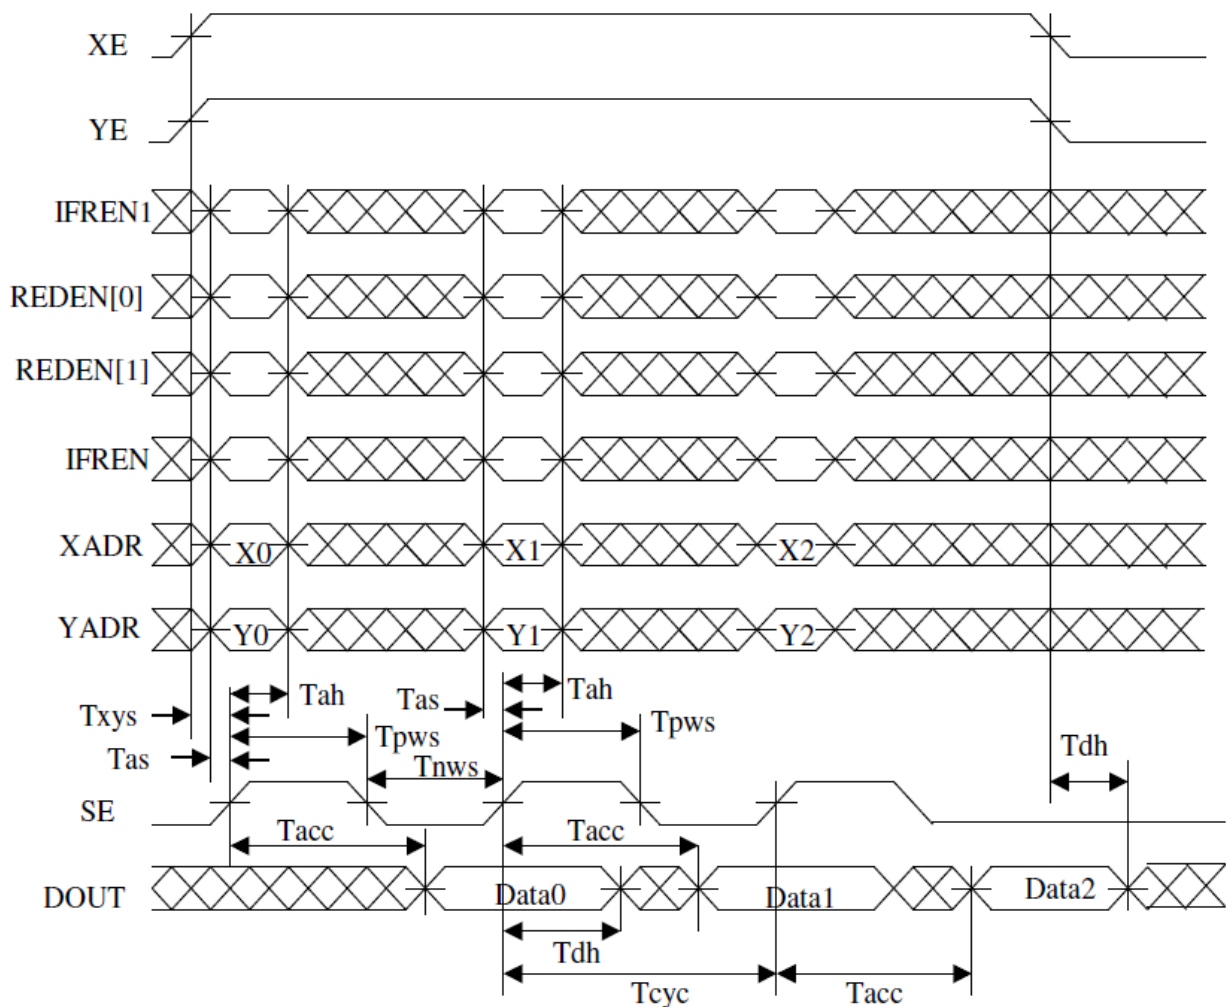 XE
YE
IFREN1
REDEN[0]
REDEN[1]
IFREN
XADR X0 X1 X2
YADR Y0 Y1 Y2
Tah Tas Tah
Txys Tpws Tpws
Tas Tnws Tdh
SE
Tacc Tacc
DOUT Data0 Data1 Data2
Tdh
Tcyc Tacc